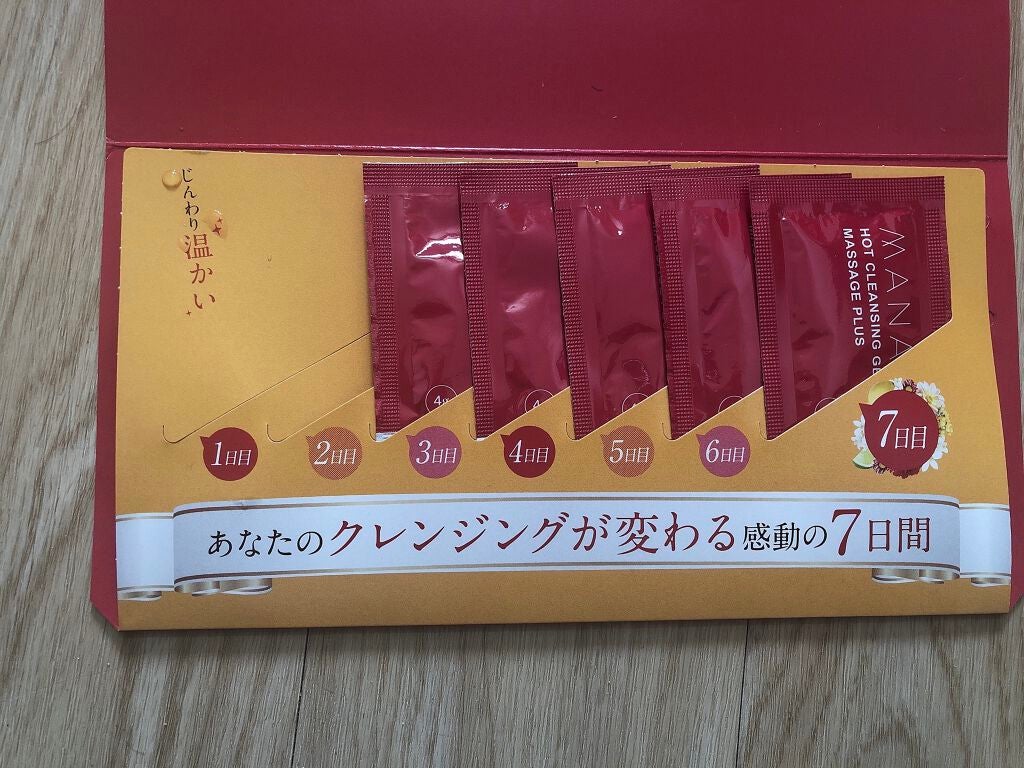 じんわり
温かい
MANA
HOT CLEANSING GE
MASSAGE PLUS
4g
4
1日目
2日目
3日目
4日目
5日目
6日目
7日目
あなたのクレンジングが変わる感動の7日間